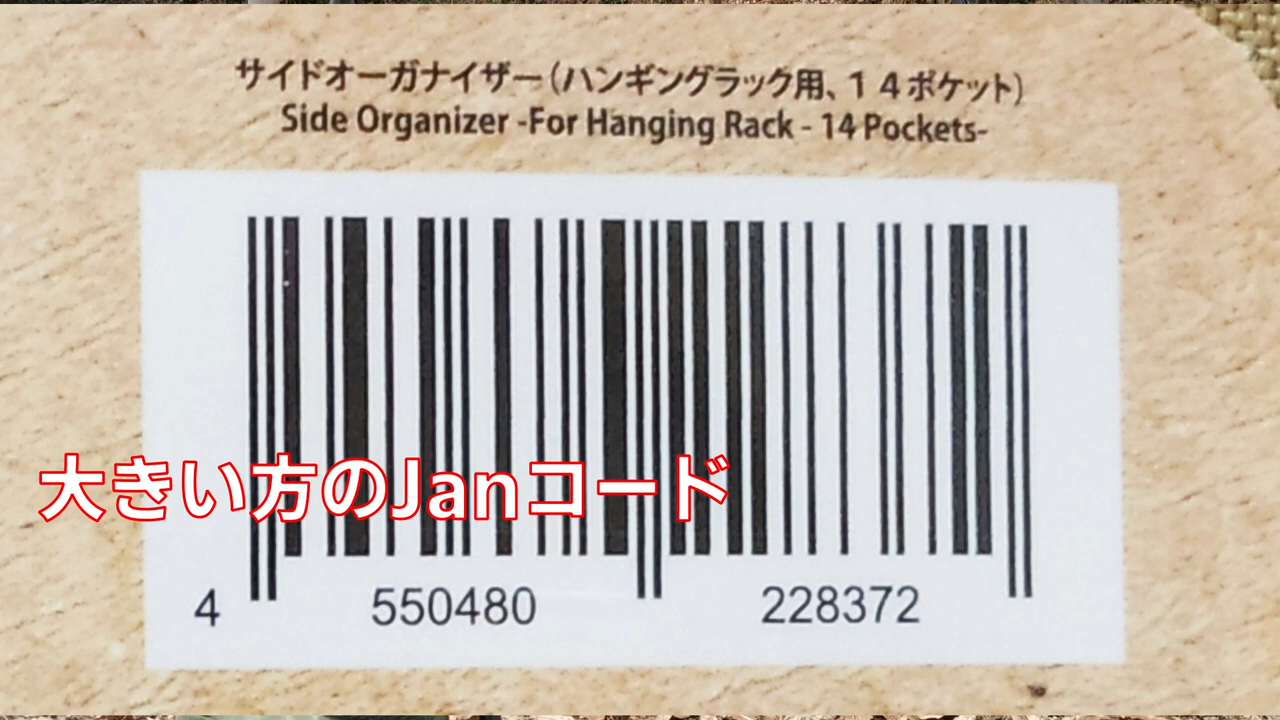 サイドオーガナイザー(ハンギングラック用、１４ポケット)
Side Organizer -For Hanging Rack - 14 Pockets-
大きい方のJanコード
4 550480 228372